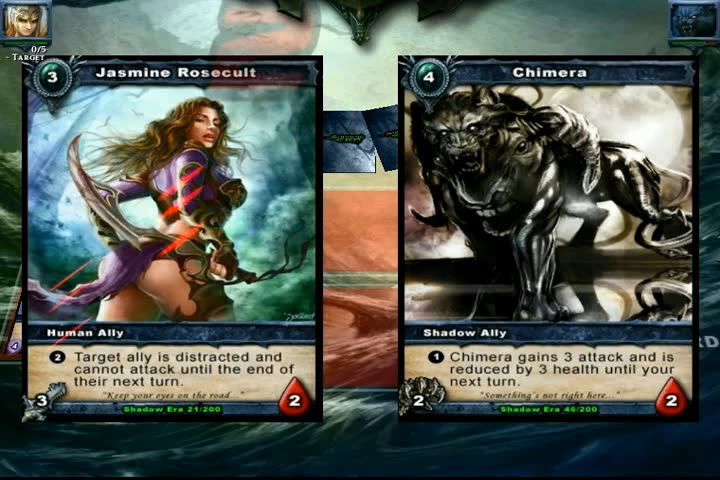 0/5
- Target
3
Jasmine Rosecult
Human Ally
2 Target ally is distracted and
cannot attack until the end of
their next turn.
"Keep your eyes on the road..."
3
Shadow Era 21/200
2
4
Chimera
Shadow Ally
1 Chimera gains 3 attack and is
reduced by 3 health until your
next turn.
"Something's not right here..."
2
Shadow Era 46/200
2
4
RD